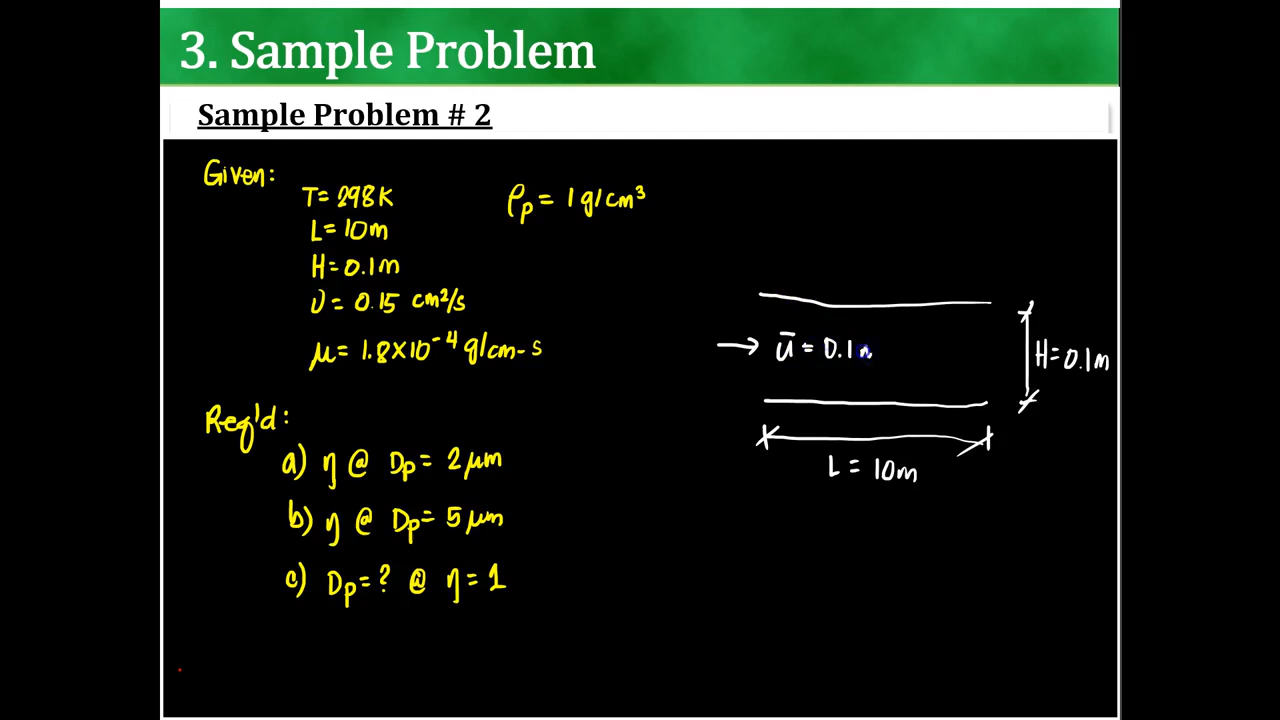 3. Sample Problem
Sample Problem # 2
Given:
T = 298K
ρp = 1 g/cm³
L = 10m
H = 0.1m
ν = 0.15 cm²/s
μ = 1.8×10⁻⁴ g/cm-s
→ ū = 0.1
H = 0.1m
L = 10m
Req'd:
a) η @ Dp = 2 μm
b) η @ Dp = 5 μm
c) Dp = ? @ η = 1